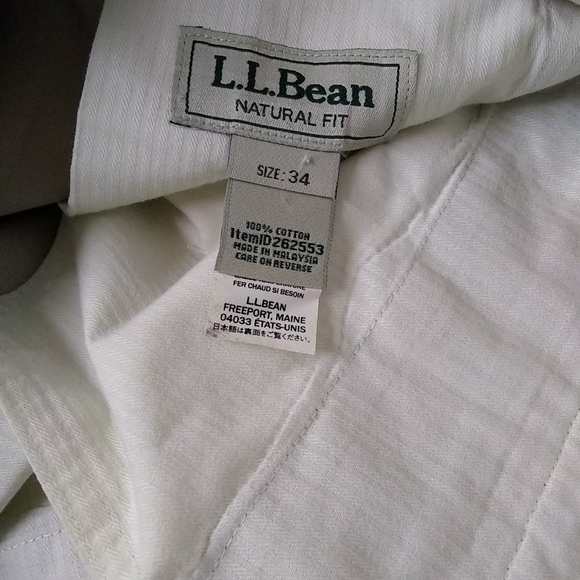 L.L.Bean
NATURAL FIT
SIZE: 34
100% COTTON
ItemID262553
MADE IN MALAYSIA
CARE ON REVERSE
FER CHAUD SI BESOIN
L.L.BEAN
FREEPORT, MAINE
04033 ÉTATS-UNIS
日本語は裏面をご覧ください。